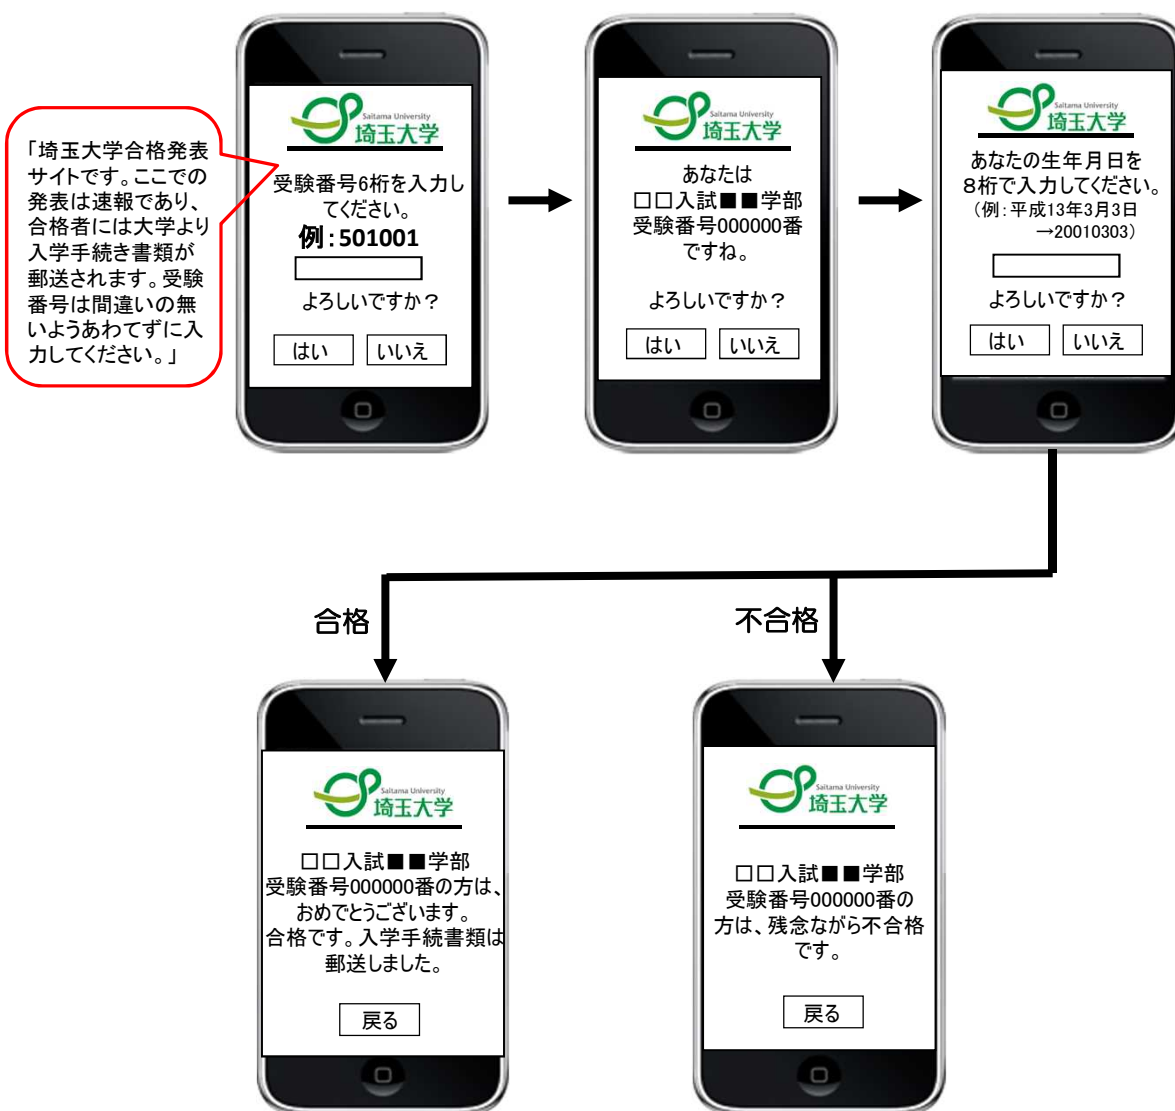 「埼玉大学合格発表
サイトです。ここでの
発表は速報であり、
合格者には大学より
入学手続き書類が
郵送されます。受験
番号は間違いの無
いようあわてずに入
力してください。」
Saitama University
埼玉大学
受験番号6桁を入力し
てください。
例:501001
よろしいですか?
はい いいえ
Saitama University
埼玉大学
あなたは
□□入試■■学部
受験番号000000番
ですね。
よろしいですか?
はい いいえ
Saitama University
埼玉大学
あなたの生年月日を
8桁で入力してください。
(例:平成13年3月3日
→20010303)
よろしいですか?
はい いいえ
合格
不合格
Saitama University
埼玉大学
□□入試■■学部
受験番号000000番の方は、
おめでとうございます。
合格です。入学手続書類は
郵送しました。
戻る
Saitama University
埼玉大学
□□入試■■学部
受験番号000000番の
方は、残念ながら不合格
です。
戻る